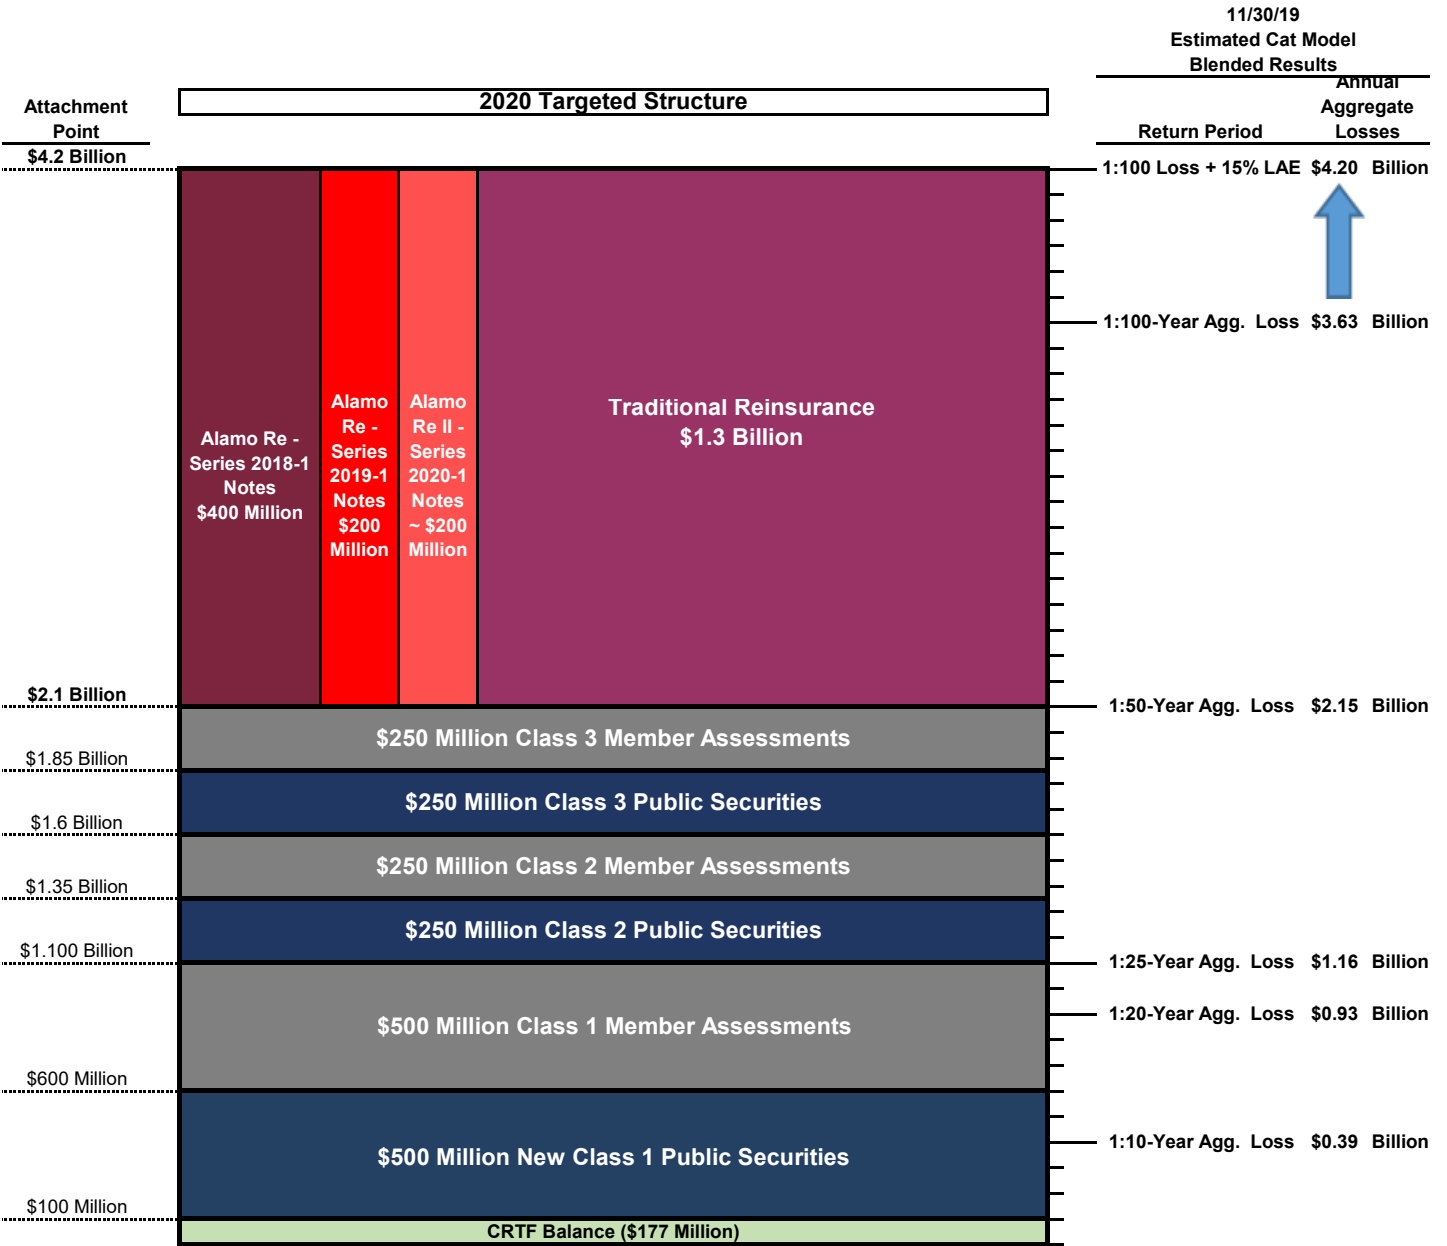 11/30/19
Estimated Cat Model
Blended Results
Attachment
Point
2020 Targeted Structure
Return Period
Annual
Aggregate
Losses
$4.2 Billion
1:100 Loss + 15% LAE $4.20 Billion
1:100-Year Agg. Loss $3.63 Billion
Alamo Re -
Series 2018-1
Notes
$400 Million
Alamo
Re -
Series
2019-1
Notes
$200
Million
Alamo
Re II -
Series
2020-1
Notes
~ $200
Million
Traditional Reinsurance
$1.3 Billion
$2.1 Billion
1:50-Year Agg. Loss $2.15 Billion
$250 Million Class 3 Member Assessments
$1.85 Billion
$250 Million Class 3 Public Securities
$1.6 Billion
$250 Million Class 2 Member Assessments
$1.35 Billion
$250 Million Class 2 Public Securities
$1.100 Billion
1:25-Year Agg. Loss $1.16 Billion
1:20-Year Agg. Loss $0.93 Billion
$500 Million Class 1 Member Assessments
$600 Million
1:10-Year Agg. Loss $0.39 Billion
$500 Million New Class 1 Public Securities
$100 Million
CRTF Balance ($177 Million)